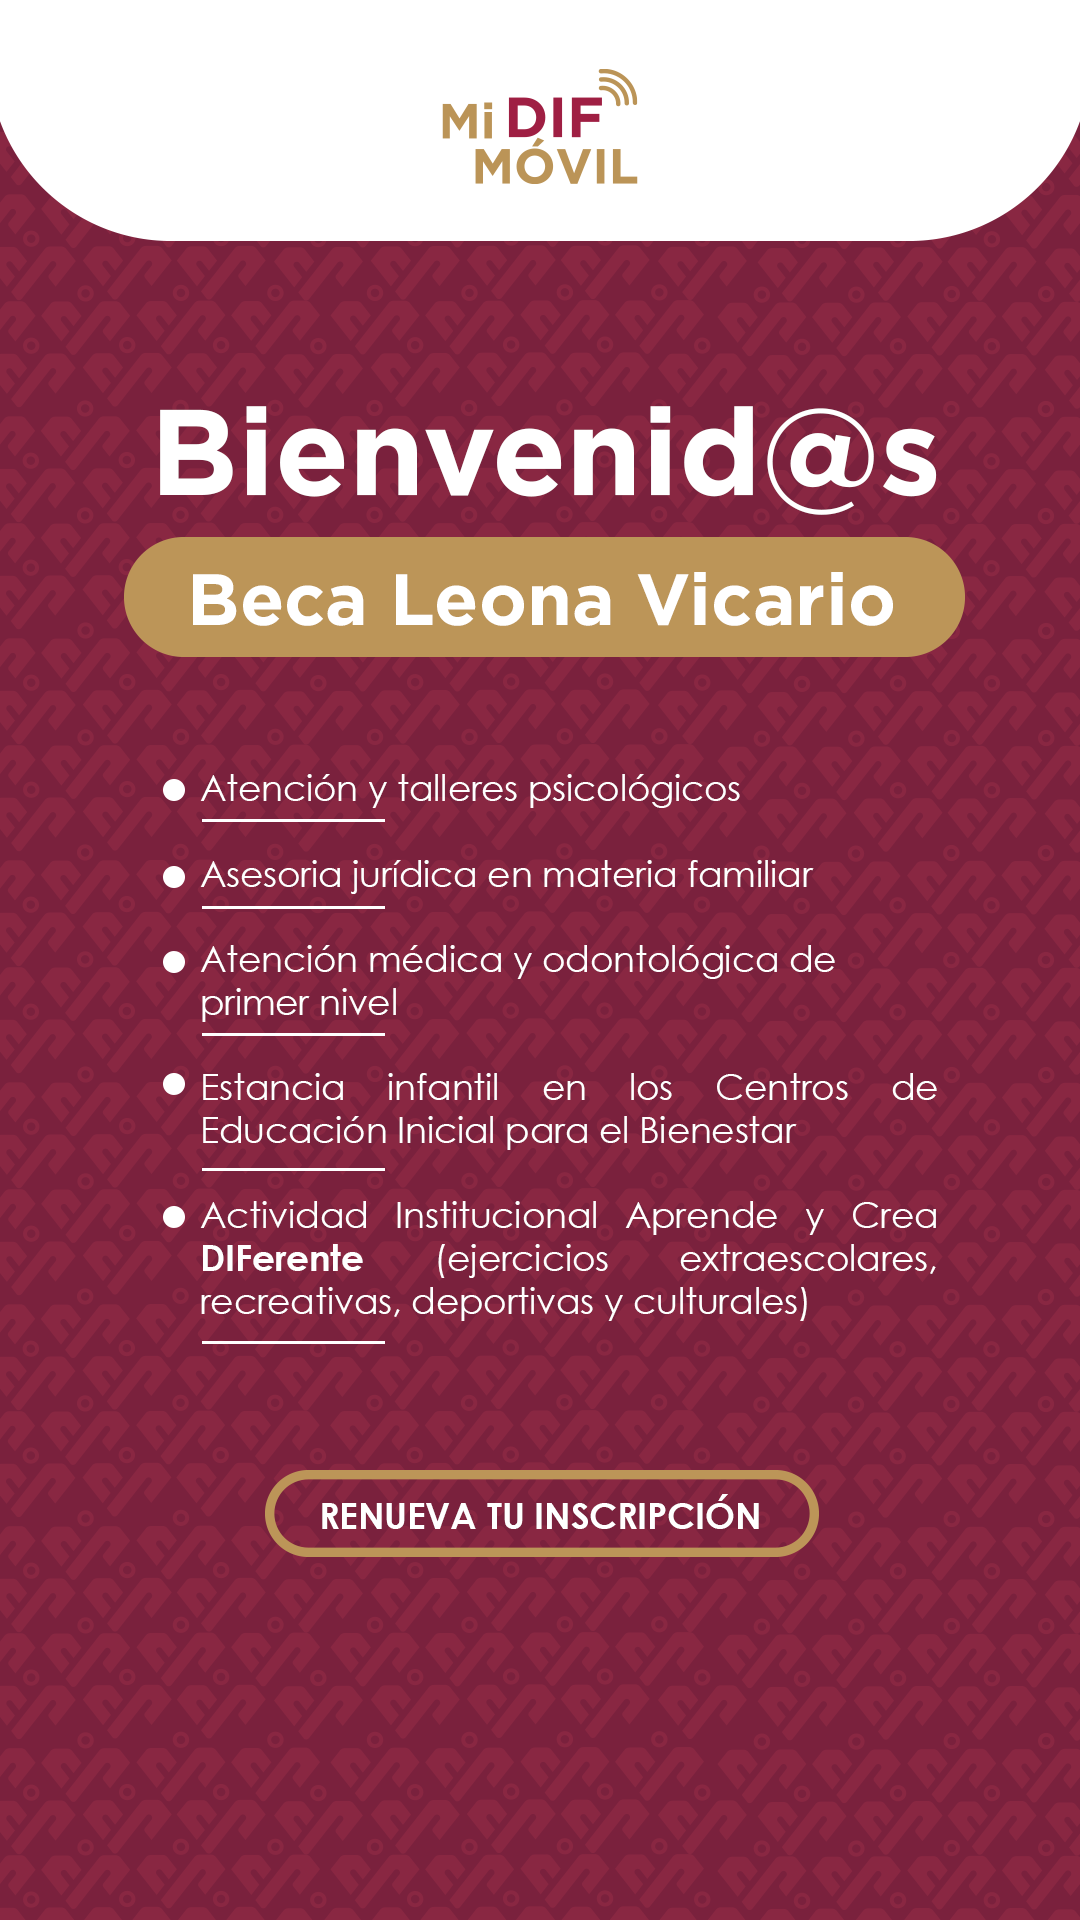 Mi DIF
MÓVIL
Bienvenid@s
Beca Leona Vicario
Atención y talleres psicológicos
Asesoria jurídica en materia familiar
Atención médica y odontológica de
primer nivel
Estancia infantil en los Centros de
Educación Inicial para el Bienestar
Actividad Institucional Aprende y Crea
DIFerente (ejercicios extraescolares,
recreativas, deportivas y culturales)
RENUEVA TU INSCRIPCIÓN